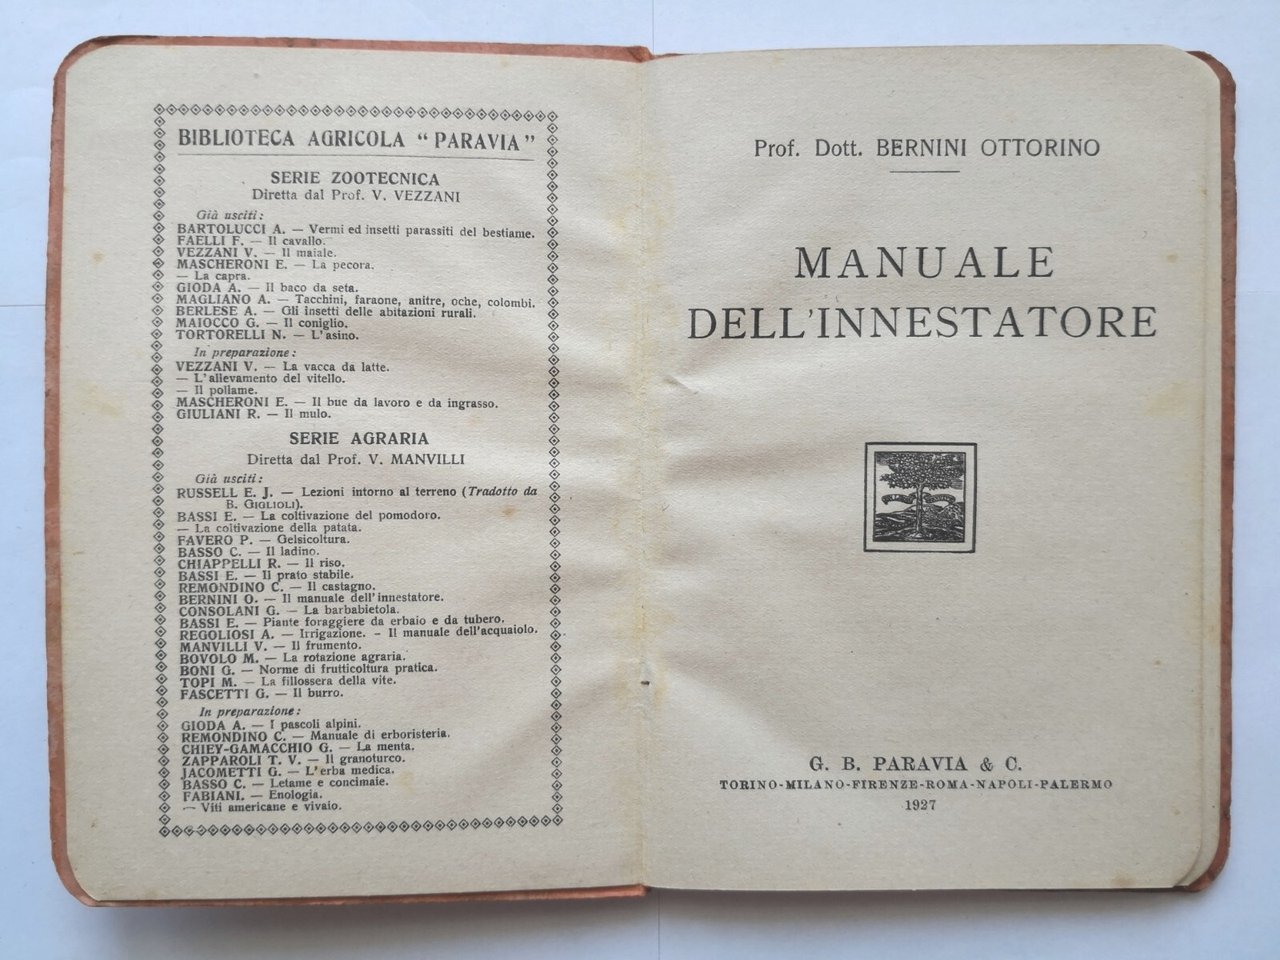 BIBLIOTECA AGRICOLA “PARAVIA”
SERIE ZOOTECNICA
Diretta dal Prof. V. VEZZANI
Già usciti:
BARTOLUCCI A. — Vermi ed insetti parassiti del bestiame.
FAELLI F. — Il cavallo.
VEZZANI V. — Il maiale.
MASCHERONI E. — La pecora.
— La capra.
GIODA A. — Il baco da seta.
MAGLIANO A. — Tacchini, faraone, anitre, oche, colombi.
BERLESE A. — Gli insetti delle abitazioni rurali.
MAIOCCO G. — Il coniglio.
TORTORELLI N. — L'asino.
In preparazione:
VEZZANI V. — La vacca da latte.
— L'allevamento del vitello.
— Il pollame.
MASCHERONI E. — Il bue da lavoro e da ingrasso.
GIULIANI R. — Il mulo.
SERIE AGRARIA
Diretta dal Prof. V. MANVILLI
Già usciti:
RUSSELL E. J. — Lezioni intorno al terreno (Tradotto da
B. GIGLIOLI).
BASSI E. — La coltivazione del pomodoro.
— La coltivazione della patata.
FAVERO P. — Gelsicoltura.
BASSO C. — Il ladino.
CHIAPPELLI R. — Il riso.
BASSI E. — Il prato stabile.
REMONDINO C. — Il castagno.
BERNINI O. — Il manuale dell'innestatore.
CONSOLANI G. — La barbabietola.
BASSI E. — Piante foraggiere da erbaio e da tubero.
REGOLIOSI A. — Irrigazione. - Il manuale dell'acquaiolo.
MANVILLI V. — Il frumento.
BOVOLO M. — La rotazione agraria.
BONI G. — Norme di frutticoltura pratica.
TOPI M. — La fillossera della vite.
FASCETTI G. — Il burro.
In preparazione:
GIODA A. — I pascoli alpini.
REMONDINO C. — Manuale di erboristeria.
CHIEY-GAMACCHIO G. — La menta.
ZAPPAROLI T. V. — Il granoturco.
JACOMETTI G. — L'erba medica.
BASSO C. — Letame e concimaie.
FABIANI. — Enologia.
— Viti americane e vivaio.
Prof. Dott. BERNINI OTTORINO
MANUALE
DELL'INNESTATORE
G. B. PARAVIA & C.
TORINO-MILANO-FIRENZE-ROMA-NAPOLI-PALERMO
1927